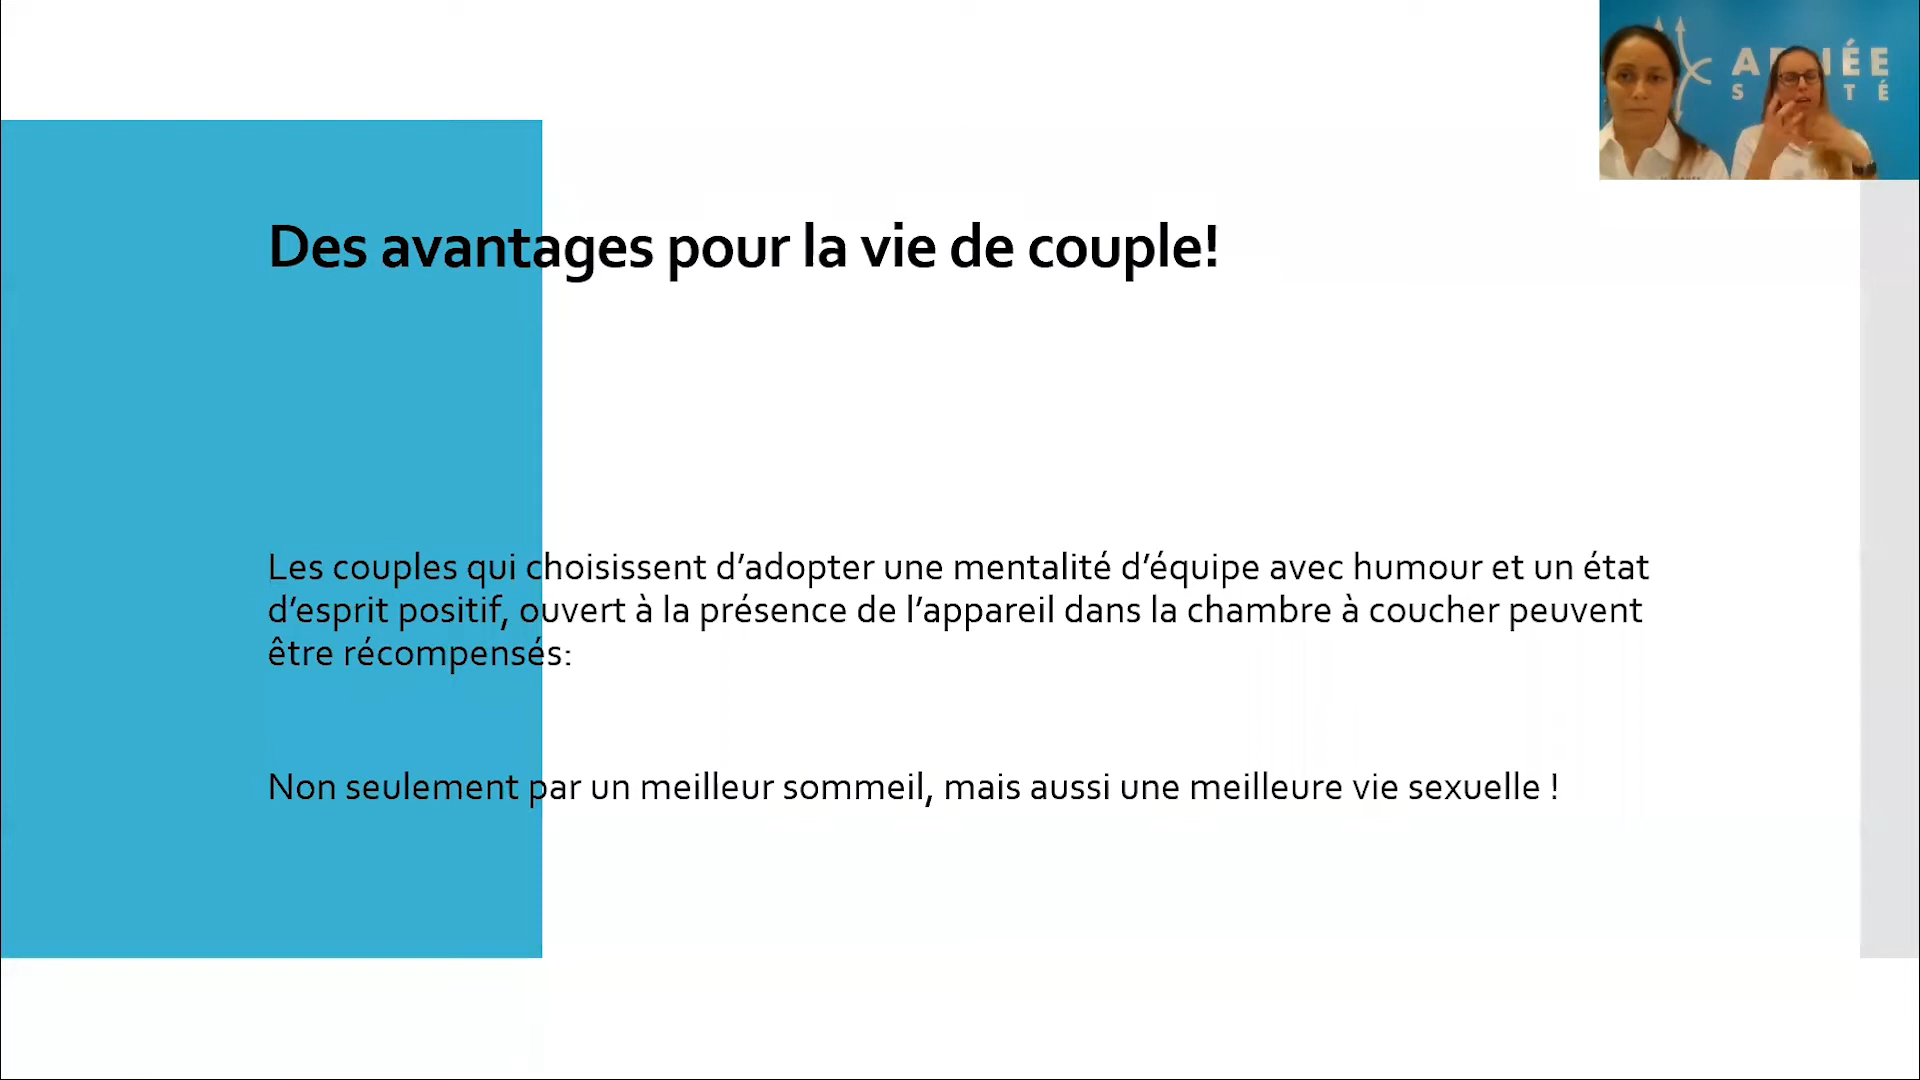 Des avantages pour la vie de couple!
Les couples qui choisissent d’adopter une mentalité d’équipe avec humour et un état
d’esprit positif, ouvert à la présence de l’appareil dans la chambre à coucher peuvent
être récompensés:
Non seulement par un meilleur sommeil, mais aussi une meilleure vie sexuelle !